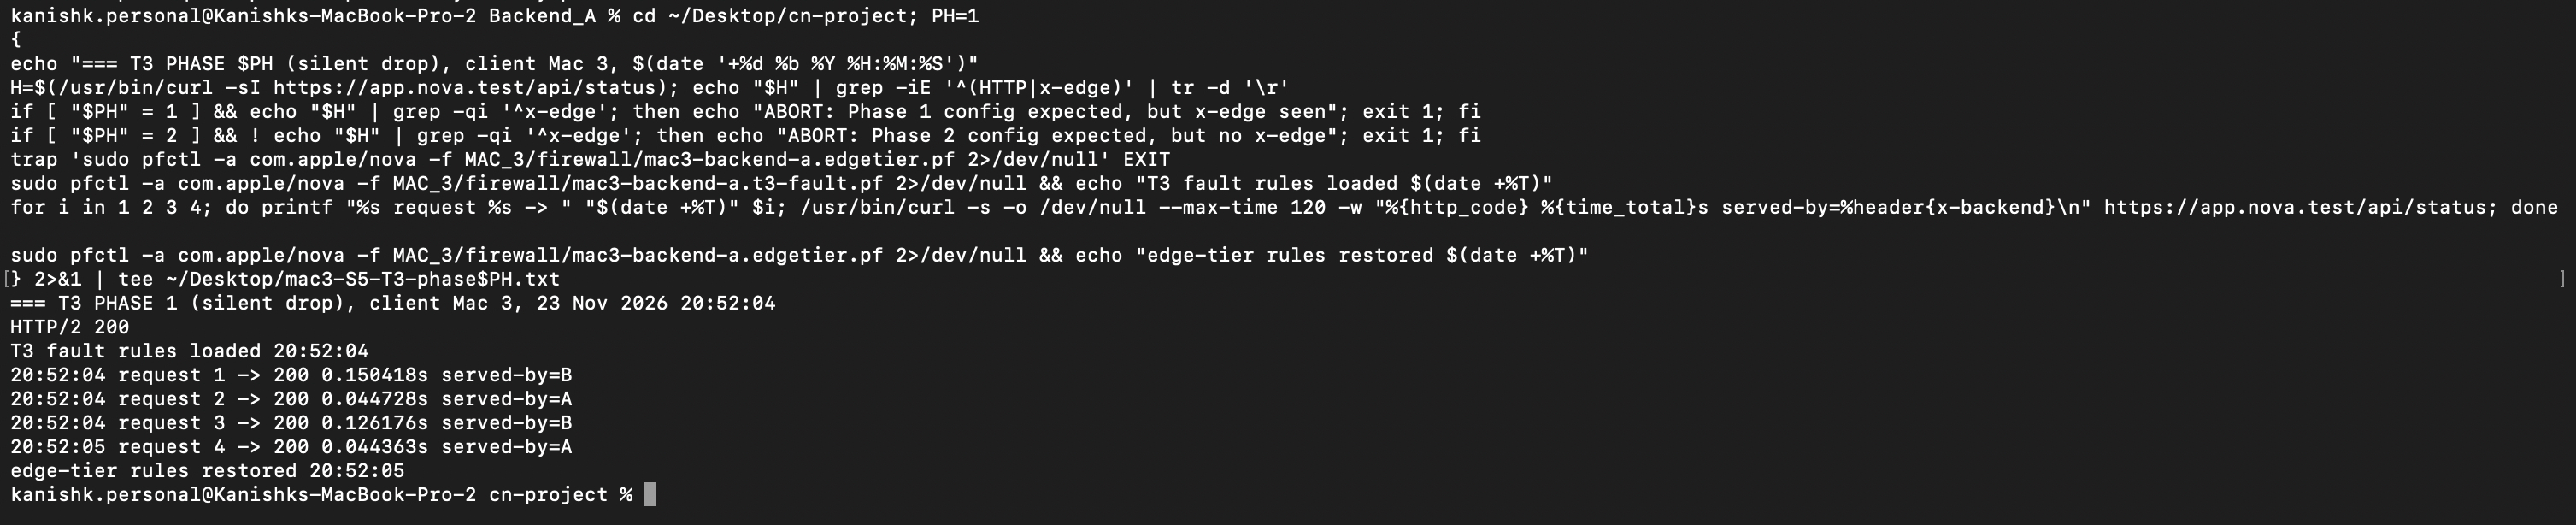 kanishk.personal@Kanishks-MacBook-Pro-2 Backend_A % cd ~/Desktop/cn-project; PH=1
{
echo "=== T3 PHASE $PH (silent drop), client Mac 3, $(date '+%d %b %Y %H:%M:%S')"
H=$(/usr/bin/curl -sI https://app.nova.test/api/status); echo "$H" | grep -iE '^(HTTP|x-edge)' | tr -d '\r'
if [ "$PH" = 1 ] && echo "$H" | grep -qi '^x-edge'; then echo "ABORT: Phase 1 config expected, but x-edge seen"; exit 1; fi
if [ "$PH" = 2 ] && ! echo "$H" | grep -qi '^x-edge'; then echo "ABORT: Phase 2 config expected, but no x-edge"; exit 1; fi
trap 'sudo pfctl -a com.apple/nova -f MAC_3/firewall/mac3-backend-a.edgetier.pf 2>/dev/null' EXIT
sudo pfctl -a com.apple/nova -f MAC_3/firewall/mac3-backend-a.t3-fault.pf 2>/dev/null && echo "T3 fault rules loaded $(date +%T)"
for i in 1 2 3 4; do printf "%s request %s -> " "$(date +%T)" $i; /usr/bin/curl -s -o /dev/null --max-time 120 -w "%{http_code} %{time_total}s served-by=%header{x-backend}\n" https://app.nova.test/api/status; done
sudo pfctl -a com.apple/nova -f MAC_3/firewall/mac3-backend-a.edgetier.pf 2>/dev/null && echo "edge-tier rules restored $(date +%T)"
[} 2>&1 | tee ~/Desktop/mac3-S5-T3-phase$PH.txt ]
=== T3 PHASE 1 (silent drop), client Mac 3, 23 Nov 2026 20:52:04
HTTP/2 200
T3 fault rules loaded 20:52:04
20:52:04 request 1 -> 200 0.150418s served-by=B
20:52:04 request 2 -> 200 0.044728s served-by=A
20:52:04 request 3 -> 200 0.126176s served-by=B
20:52:05 request 4 -> 200 0.044363s served-by=A
edge-tier rules restored 20:52:05
kanishk.personal@Kanishks-MacBook-Pro-2 cn-project %